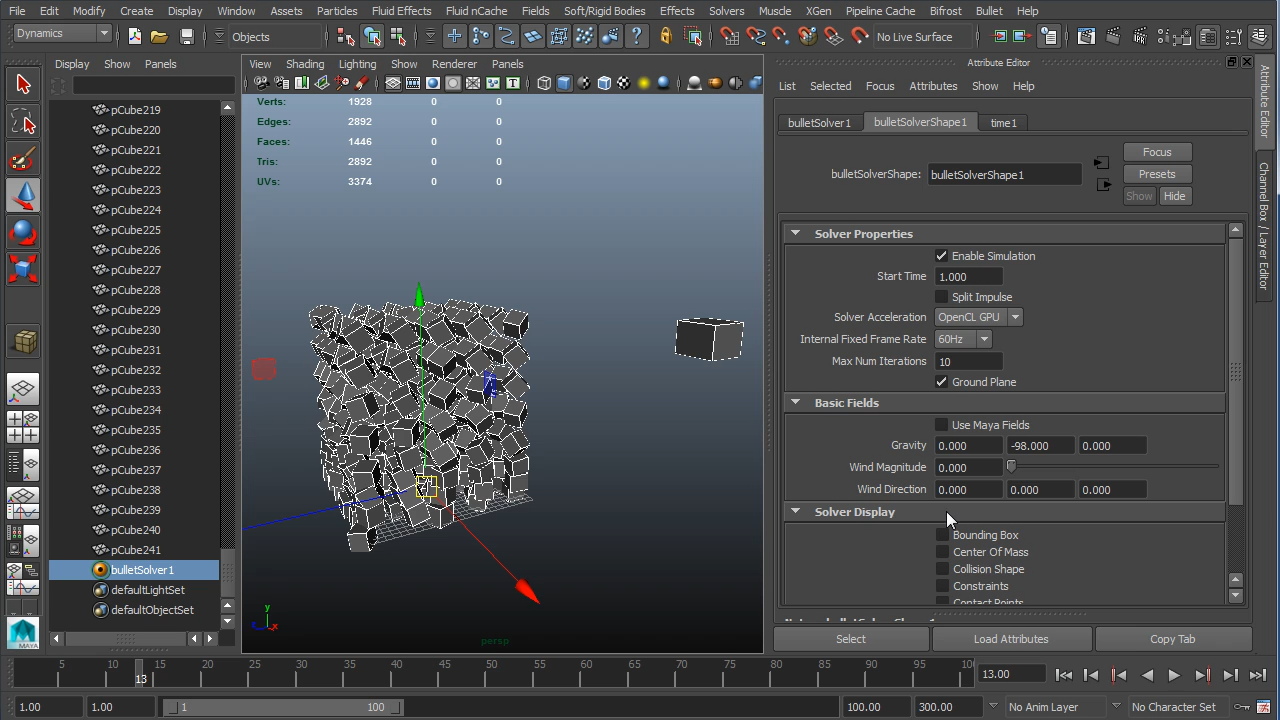 File Edit Modify Create Display Window Assets Particles Fluid Effects Fluid nCache Fields Soft/Rigid Bodies Effects Solvers Muscle XGen Pipeline Cache Bifrost Bullet Help
Dynamics Objects No Live Surface
Display Show Panels
View Shading Lighting Show Renderer Panels
Attribute Editor
List Selected Focus Attributes Show Help
pCube219
pCube220
pCube221
pCube222
pCube223
pCube224
pCube225
pCube226
pCube227
pCube228
pCube229
pCube230
pCube231
pCube232
pCube233
pCube234
pCube235
pCube236
pCube237
pCube238
pCube239
pCube240
pCube241
bulletSolver1
defaultLightSet
defaultObjectSet
MAYA
Verts: 1928 0 0
Edges: 2892 0 0
Faces: 1446 0 0
Tris: 2892 0 0
UVs: 3374 0 0
y
z x
persp
bulletSolver1 bulletSolverShape1 time1
bulletSolverShape: bulletSolverShape1
Focus
Presets
Show Hide
Solver Properties
Enable Simulation
Start Time 1.000
Split Impulse
Solver Acceleration OpenCL GPU
Internal Fixed Frame Rate 60Hz
Max Num Iterations 10
Ground Plane
Basic Fields
Use Maya Fields
Gravity 0.000 -98.000 0.000
Wind Magnitude 0.000
Wind Direction 0.000 0.000 0.000
Solver Display
Bounding Box
Center Of Mass
Collision Shape
Constraints
Contact Points
Select Load Attributes Copy Tab
Attribute Editor
Channel Box / Layer Editor
5 10 15 20 25 30 35 40 45 50 55 60 65 70 75 80 85 90 95 10
13
13.00
1.00 1.00 1 100 100.00 300.00 No Anim Layer No Character Set